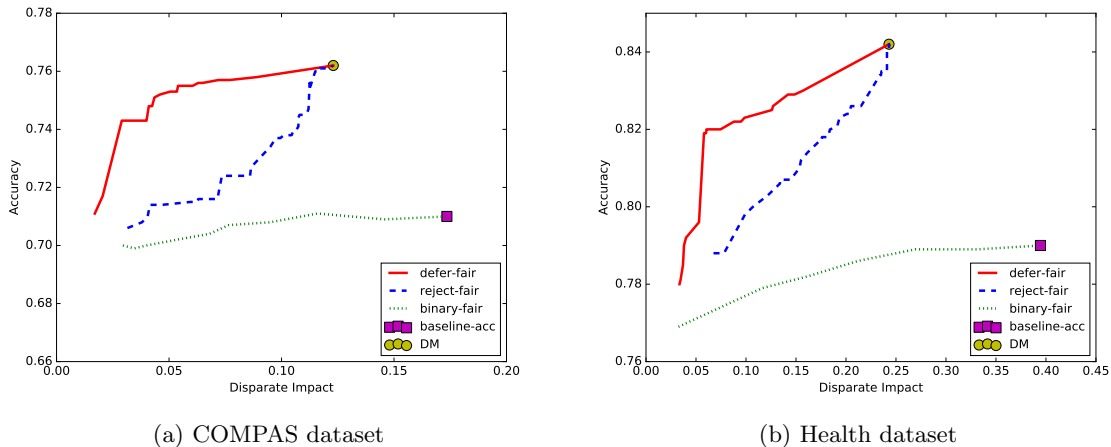 0.78
0.76
0.74
0.72
0.70
0.68
0.66
Accuracy
0.00
0.05
0.10
0.15
0.20
Disparate Impact
defer-fair
reject-fair
binary-fair
baseline-acc
DM
(a) COMPAS dataset
0.84
0.82
0.80
0.78
0.76
Accuracy
0.00
0.05
0.10
0.15
0.20
0.25
0.30
0.35
0.40
0.45
Disparate Impact
defer-fair
reject-fair
binary-fair
baseline-acc
DM
(b) Health dataset